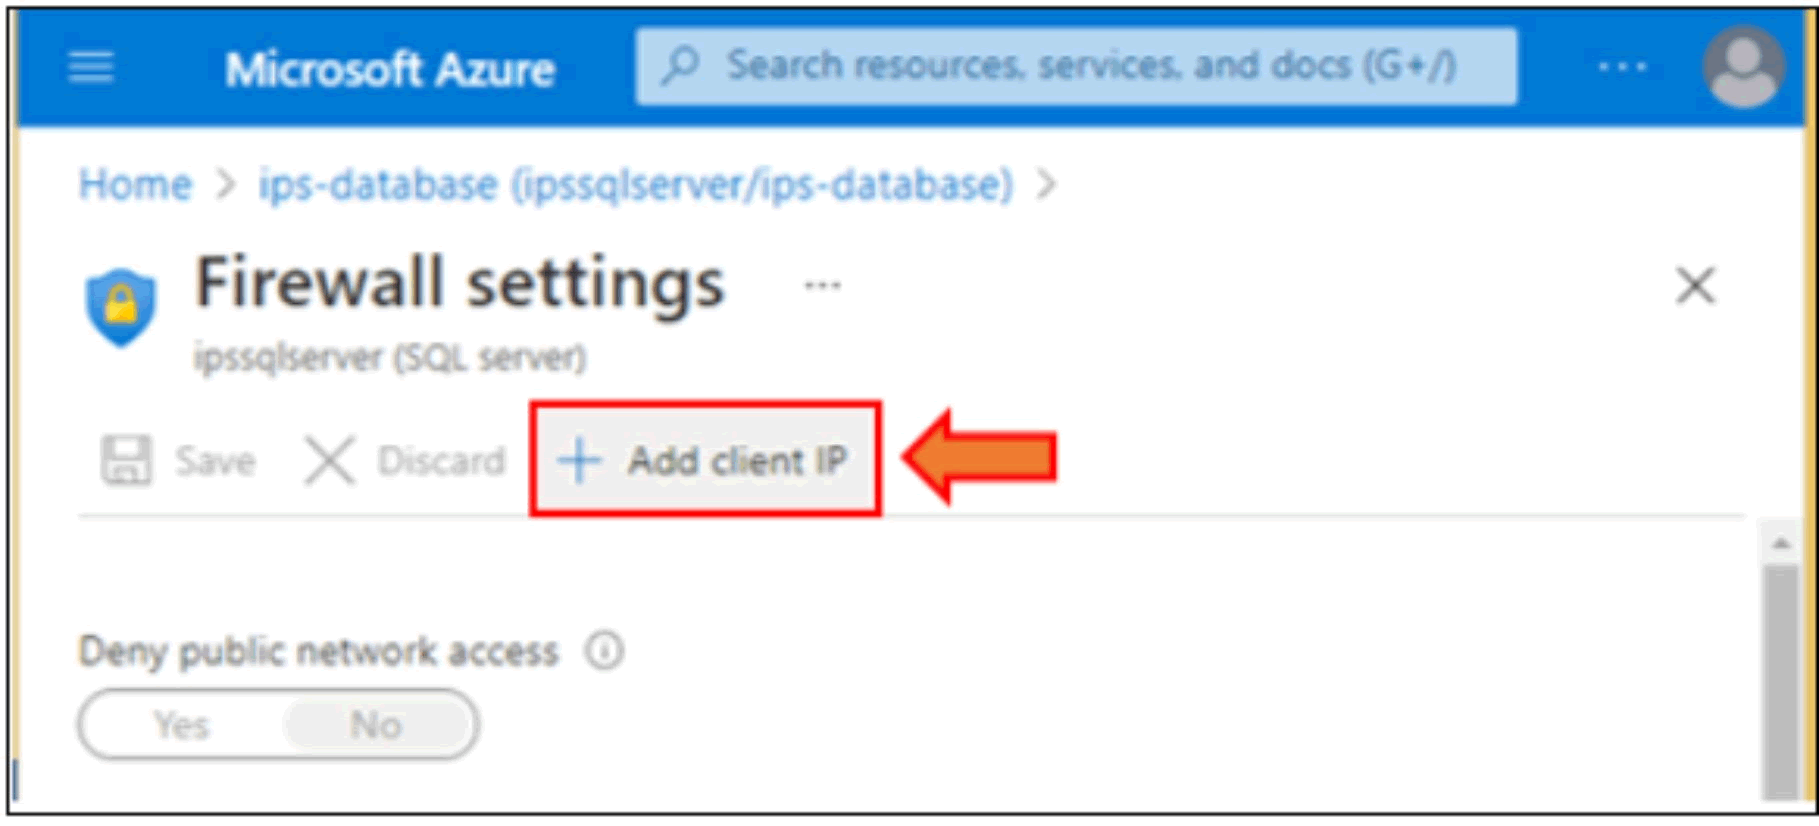 Microsoft Azure Search resources, services, and docs (G+/) ...
Home > ips-database (ipssqlserver/ips-database) >
Firewall settings ...
ipssqlserver (SQL server)
Save Discard + Add client IP
Deny public network access
Yes No